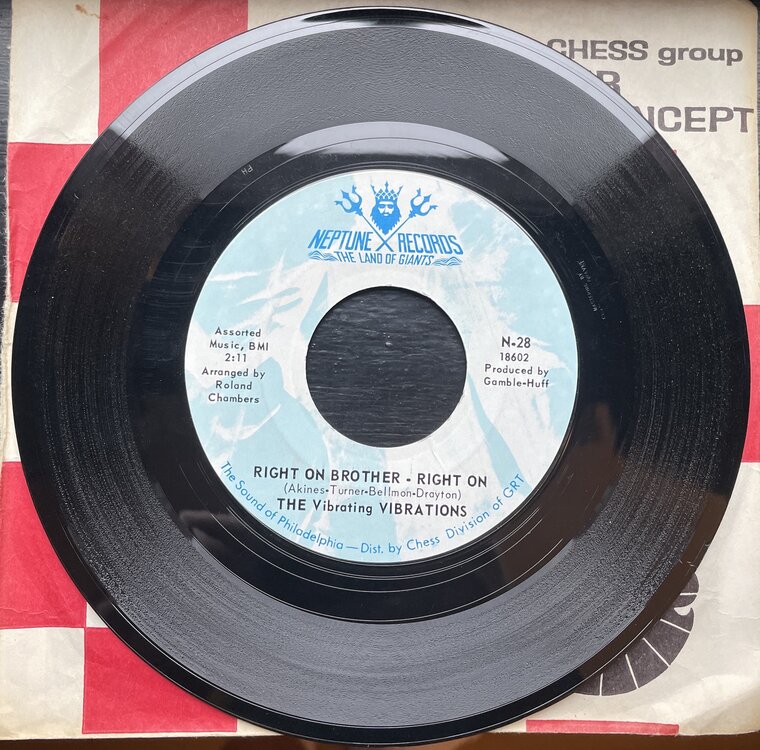 CHESS group
NCEPT
NEPTUNE RECORDS
THE LAND OF GIANTS
Assorted
Music, BMI
2:11
Arranged by
Roland
Chambers
N-28
18602
Produced by
Gamble-Huff
RIGHT ON BROTHER - RIGHT ON
(Akines-Turner-Bellmon-Drayton)
THE Vibrating VIBRATIONS
The Sound of Philadelphia — Dist. by Chess Division of GRT